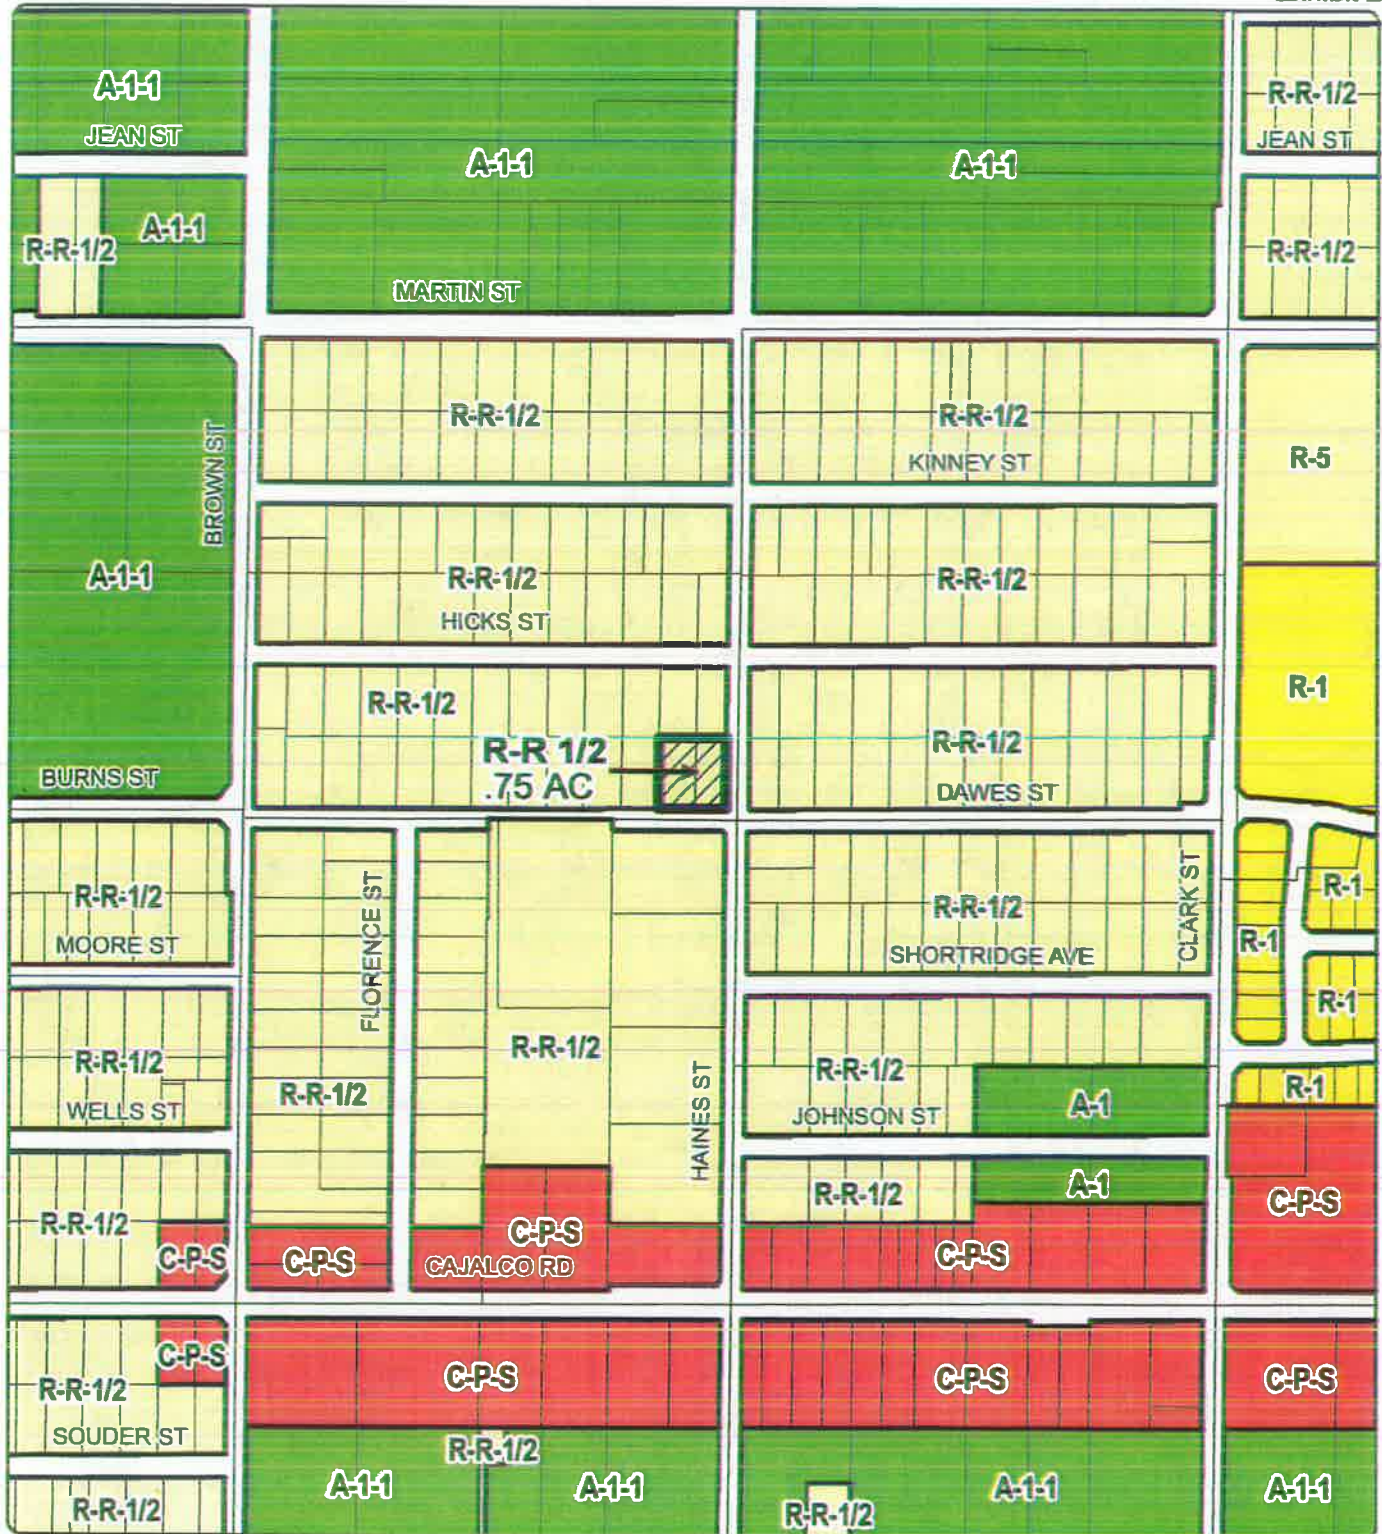 A-1-1
JEAN ST
A-1-1
A-1-1
R-R-1/2
JEAN ST
R-R-1/2
A-1-1
MARTIN ST
R-R-1/2
BROWN ST
A-1-1
R-R-1/2
R-R-1/2
KINNEY ST
R-5
R-R-1/2
HICKS ST
R-R-1/2
R-1
R-R-1/2
R-R 1/2
.75 AC
R-R-1/2
DAWES ST
BURNS ST
R-R-1/2
MOORE ST
FLORENCE ST
R-R-1/2
SHORTRIDGE AVE
CLARK ST
R-1
R-1
R-1
R-R-1/2
WELLS ST
R-R-1/2
R-R-1/2
HAINES ST
R-R-1/2
JOHNSON ST
A-1
R-1
R-R-1/2
C-P-S
C-P-S
C-P-S
CAJALCO RD
R-R-1/2
A-1
C-P-S
C-P-S
C-P-S
R-R-1/2
SOUDER ST
C-P-S
C-P-S
C-P-S
R-R-1/2
R-R-1/2
A-1-1
A-1-1
R-R-1/2
A-1-1
A-1-1